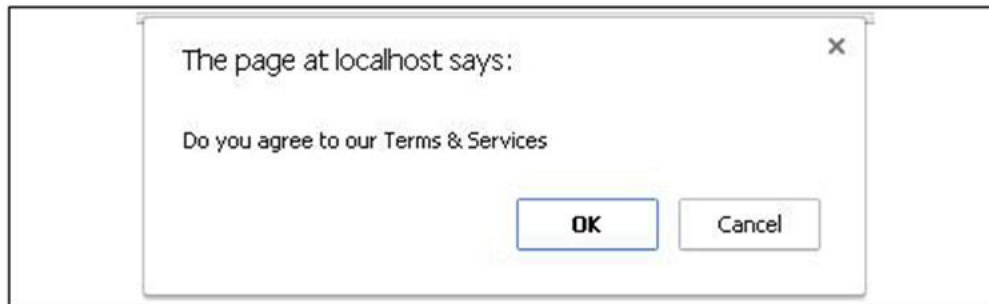 The page at localhost says:
Do you agree to our Terms & Services
OK Cancel